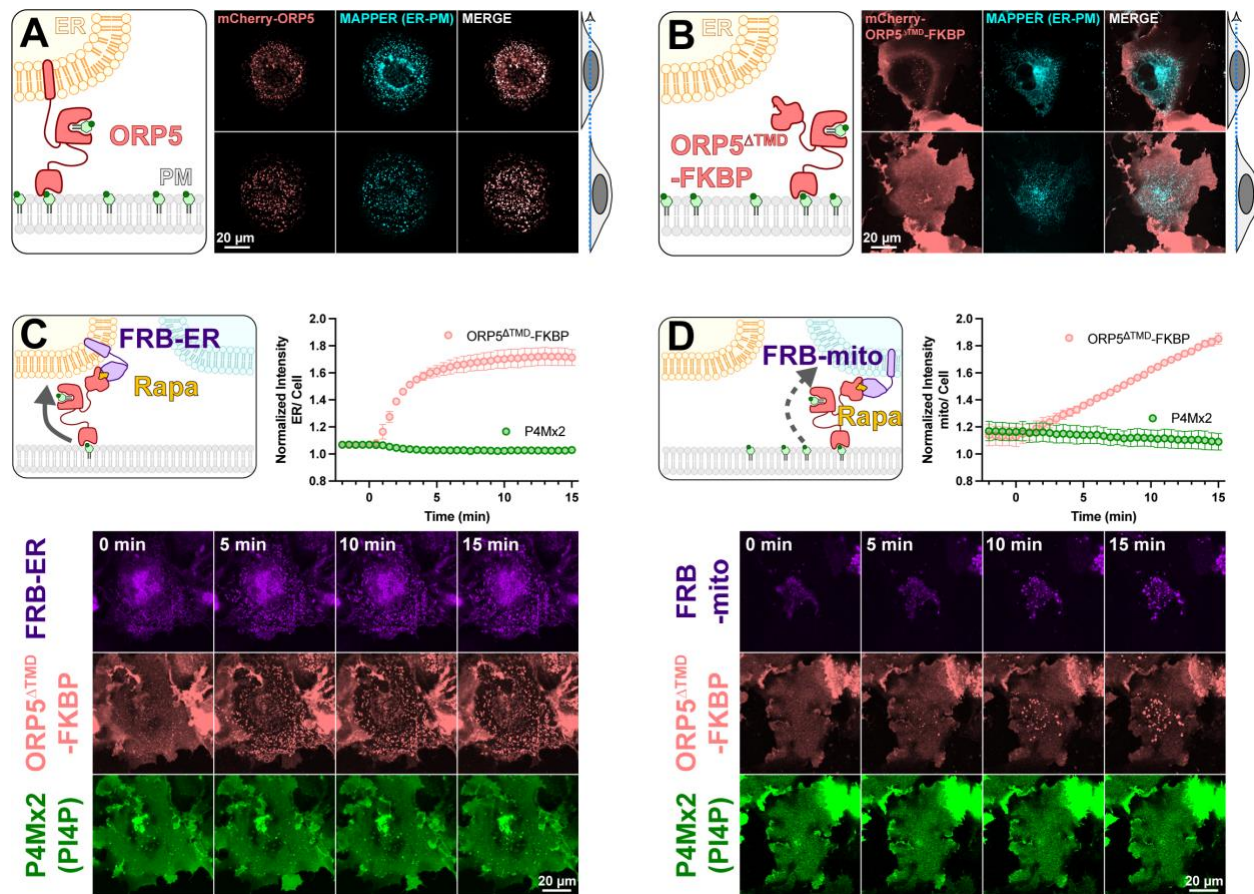 A
ER
ORP5
PM
mCherry-ORP5
MAPPER (ER-PM)
MERGE
20 µm
B
ER
ORP5ΔTMD
-FKBP
mCherry-
ORP5ΔTMD-FKBP
MAPPER (ER-PM)
MERGE
20 µm
C
FRB-ER
Rapa
Normalized Intensity
ER/ Cell
2.0
1.8
1.6
1.4
1.2
1.0
0.8
ORP5ΔTMD-FKBP
P4Mx2
0
5
10
15
Time (min)
FRB-ER
ORP5ΔTMD
-FKBP
P4Mx2
(PI4P)
0 min
5 min
10 min
15 min
20 µm
D
FRB-mito
Rapa
Normalized Intensity
mito/ Cell
2.0
1.8
1.6
1.4
1.2
1.0
0.8
ORP5ΔTMD-FKBP
P4Mx2
0
5
10
15
Time (min)
FRB
-mito
ORP5ΔTMD
-FKBP
P4Mx2
(PI4P)
0 min
5 min
10 min
15 min
20 µm